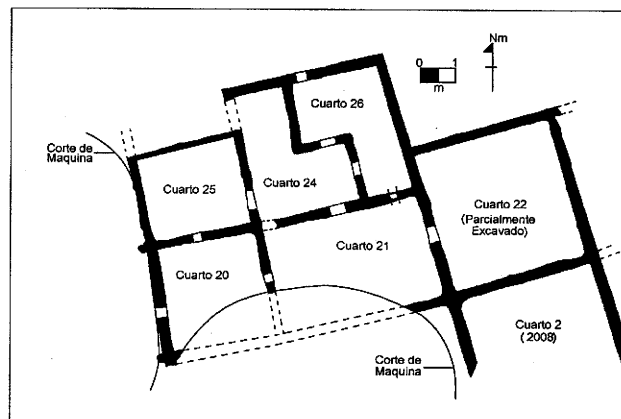 Nm
0 1
m
Cuarto 26
Corte de
Maquina
Cuarto 25
Cuarto 24
Cuarto 22
(Parcialmente
Excavado)
Cuarto 20
Cuarto 21
Cuarto 2
(2008)
Corte de
Maquina